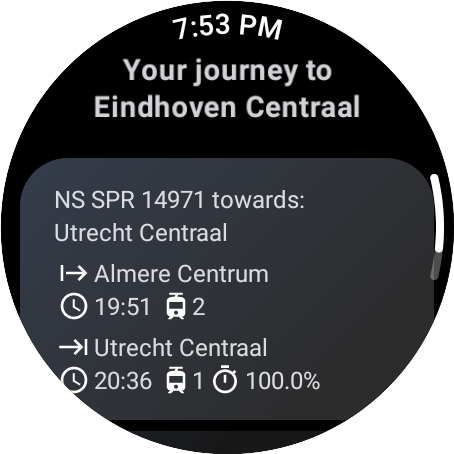 7:53 PM
Your journey to
Eindhoven Centraal
NS SPR 14971 towards:
Utrecht Centraal
Almere Centrum
19:51 2
Utrecht Centraal
20:36 1 100.0%